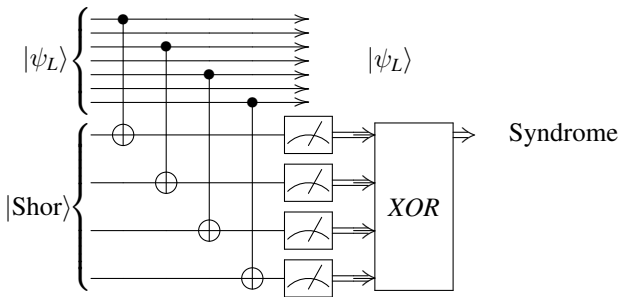 |ψ_L⟩ |ψ_L⟩
Syndrome
|Shor⟩ XOR